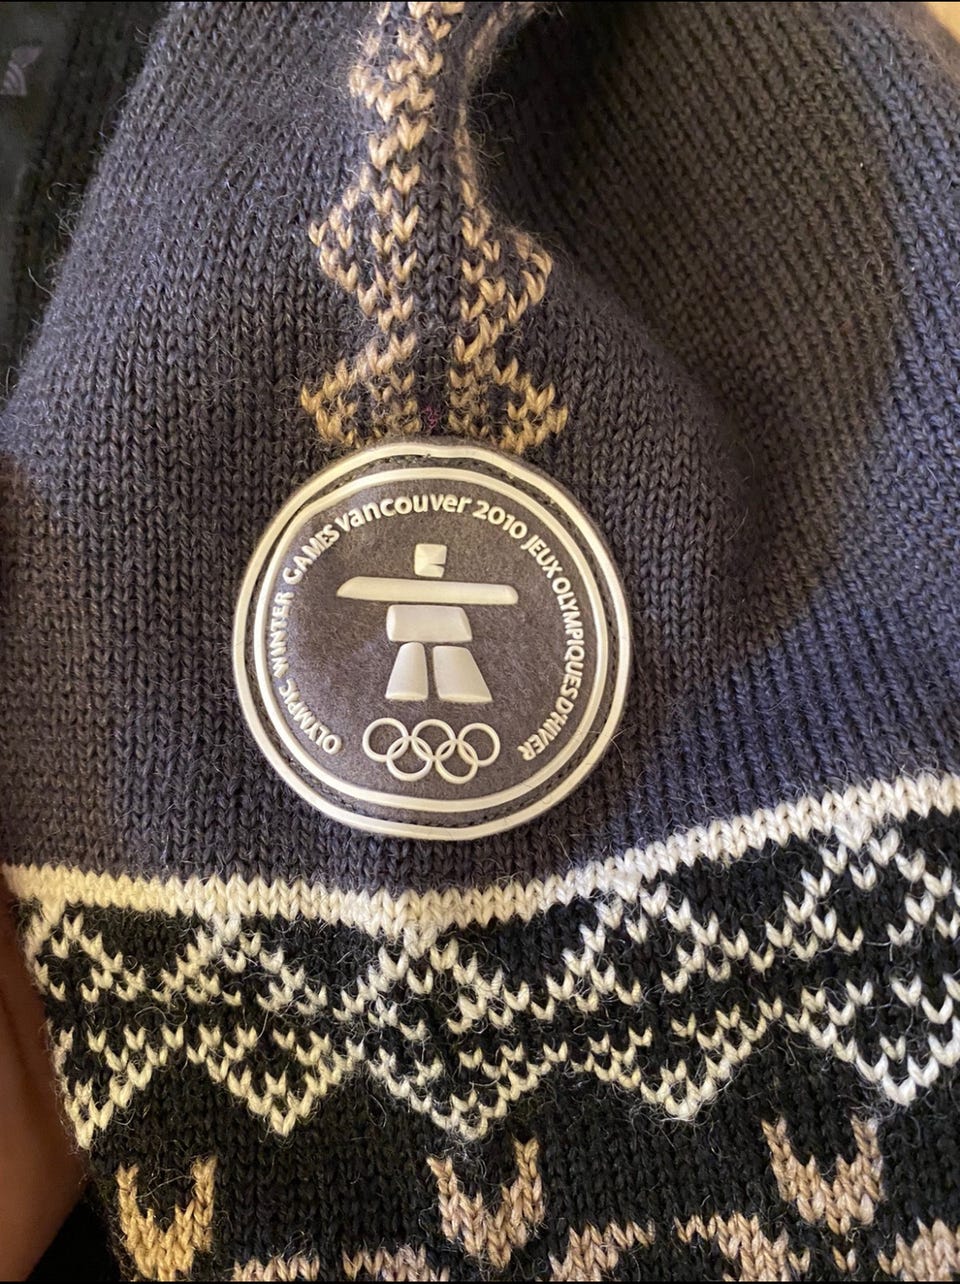 OLYMPIC WINTER GAMES vancouver 2010 JEUX OLYMPIQUES D'HIVER